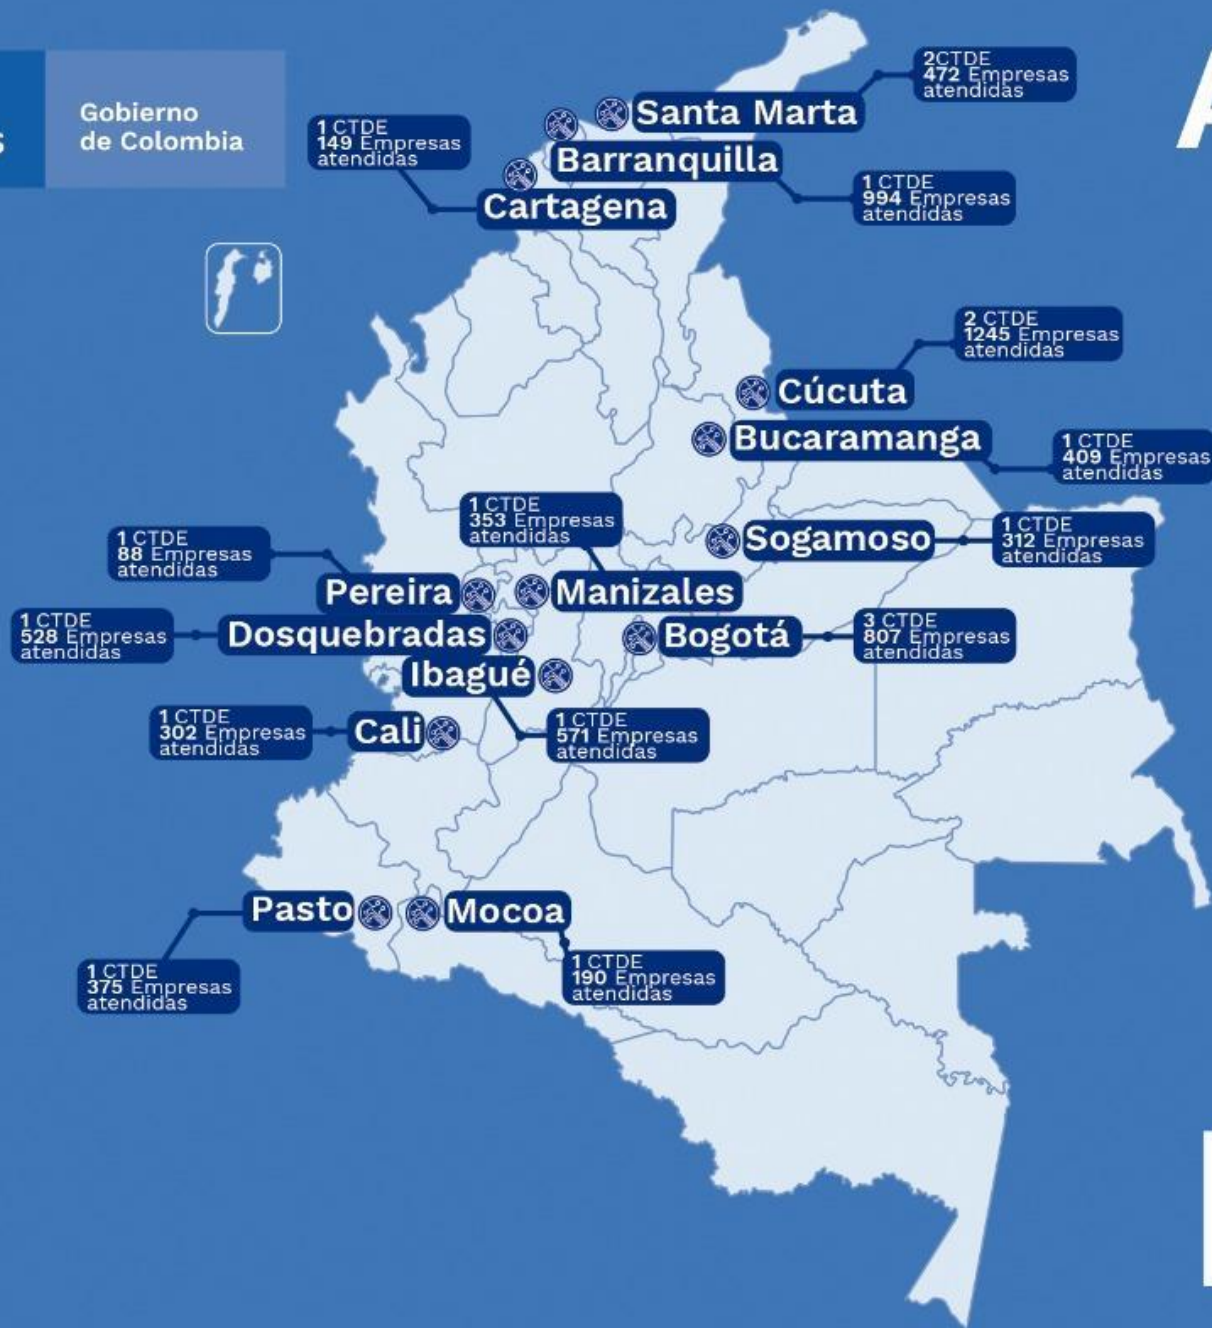 S
Gobierno
de Colombia
A
2CTDE
472 Empresas
atendidas
Santa Marta
1 CTDE
149 Empresas
atendidas
Barranquilla
1 CTDE
994 Empresas
atendidas
Cartagena
2 CTDE
1245 Empresas
atendidas
Cúcuta
Bucaramanga
1 CTDE
409 Empresas
atendidas
1 CTDE
353 Empresas
atendidas
Sogamoso
1 CTDE
312 Empresas
atendidas
1 CTDE
88 Empresas
atendidas
Pereira
Manizales
1 CTDE
528 Empresas
atendidas
Dosquebradas
Bogotá
3 CTDE
807 Empresas
atendidas
Ibagué
1 CTDE
302 Empresas
atendidas
Cali
1 CTDE
571 Empresas
atendidas
Pasto
Mocoa
1 CTDE
375 Empresas
atendidas
1 CTDE
190 Empresas
atendidas